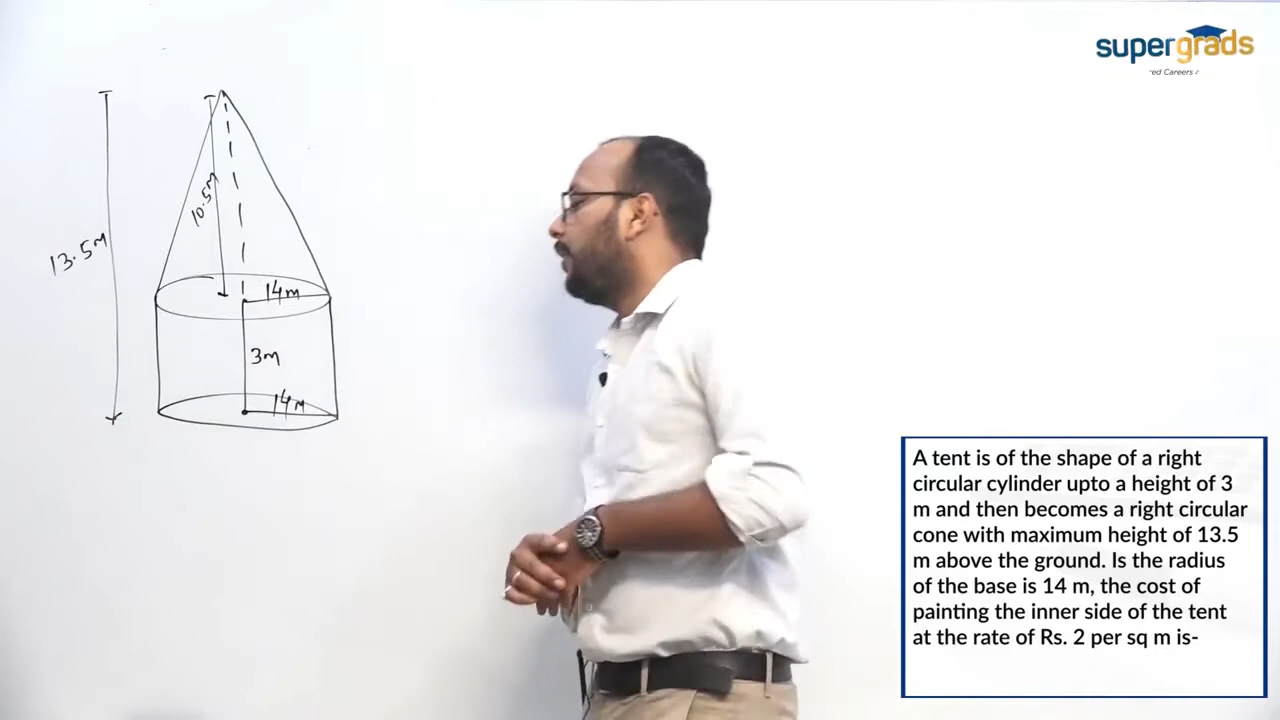 supergrads
ed Careers
13.5m
10.5m
14m
3m
14m
A tent is of the shape of a right
circular cylinder upto a height of 3
m and then becomes a right circular
cone with maximum height of 13.5
m above the ground. Is the radius
of the base is 14 m, the cost of
painting the inner side of the tent
at the rate of Rs. 2 per sq m is-